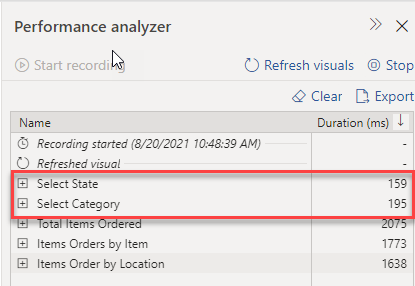 Performance analyzer
Start recording
Refresh visuals
Stop
Clear
Export
Name Duration (ms)
Recording started (8/20/2021 10:48:39 AM) -
Refreshed visual -
Select State 159
Select Category 195
Total Items Ordered 2075
Items Orders by Item 1773
Items Order by Location 1638